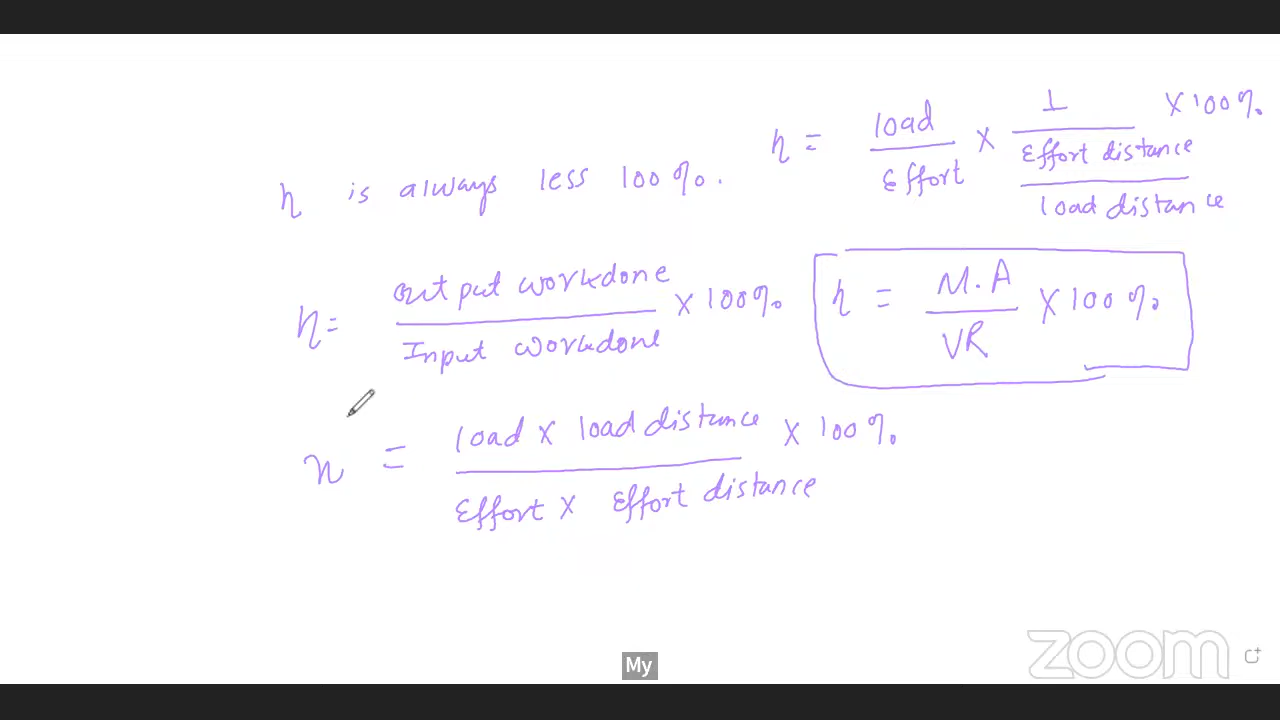 η is always less 100%.
η = load / Effort × 1 / (Effort distance / load distance) × 100%
η = Output workdone / Input workdone × 100%
η = M.A / VR × 100%
η = load × load distance / Effort × Effort distance × 100%
My
zoom